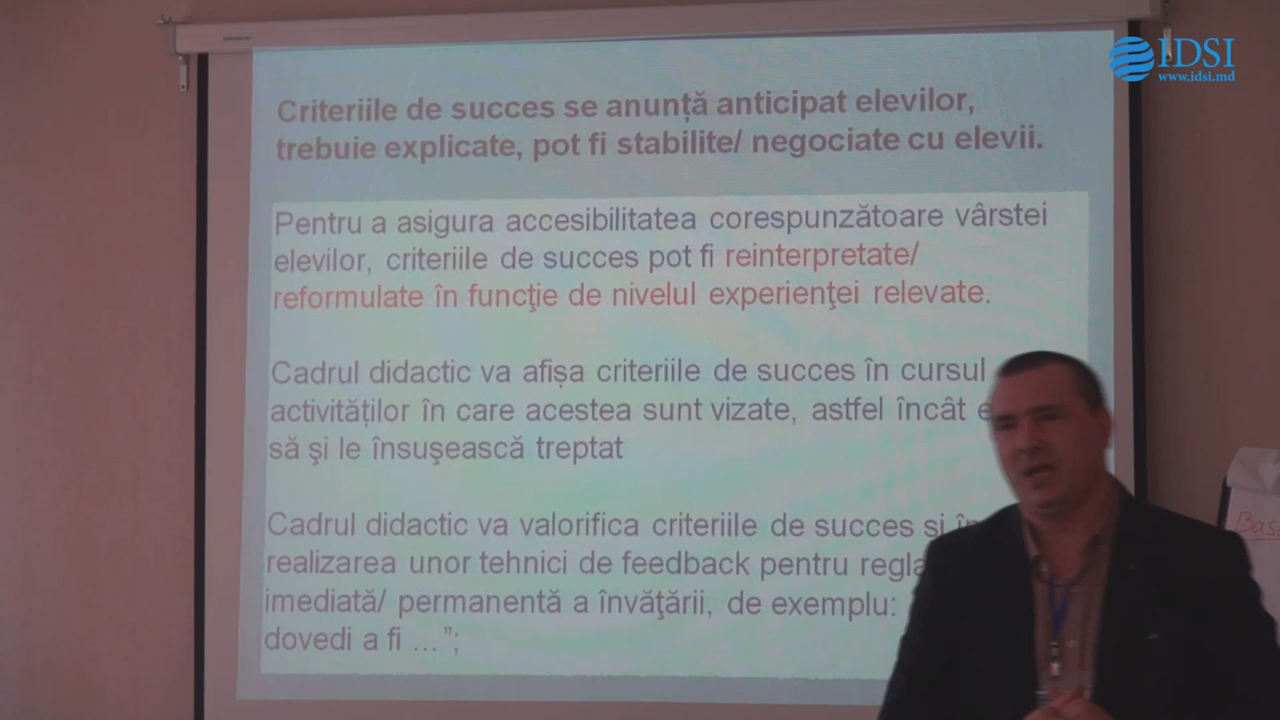 IDSI
www.idsi.md
Criteriile de succes se anunță anticipat elevilor,
trebuie explicate, pot fi stabilite/ negociate cu elevii.
Pentru a asigura accesibilitatea corespunzătoare vârstei
elevilor, criteriile de succes pot fi reinterpretate/
reformulate în funcţie de nivelul experienţei relevate.
Cadrul didactic va afișa criteriile de succes în cursul
activităților în care acestea sunt vizate, astfel încât
să şi le însuşească treptat
Cadrul didactic va valorifica criteriile de succes și în
realizarea unor tehnici de feedback pentru
imediată/ permanentă a învăţării, de exemplu:
dovedi a fi ... ”;